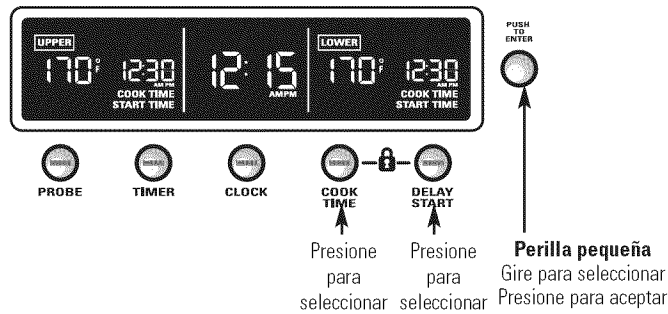 UPPER
170°F
12:30
AM PM
COOK TIME
START TIME
12:15
AMPM
LOWER
170°F
12:30
AM PM
COOK TIME
START TIME
PUSH
TO
ENTER
PROBE
TIMER
CLOCK
COOK
TIME
DELAY
START
Presione
para
seleccionar
Presione
para
seleccionar
Perilla pequeña
Gire para seleccionar
Presione para aceptar